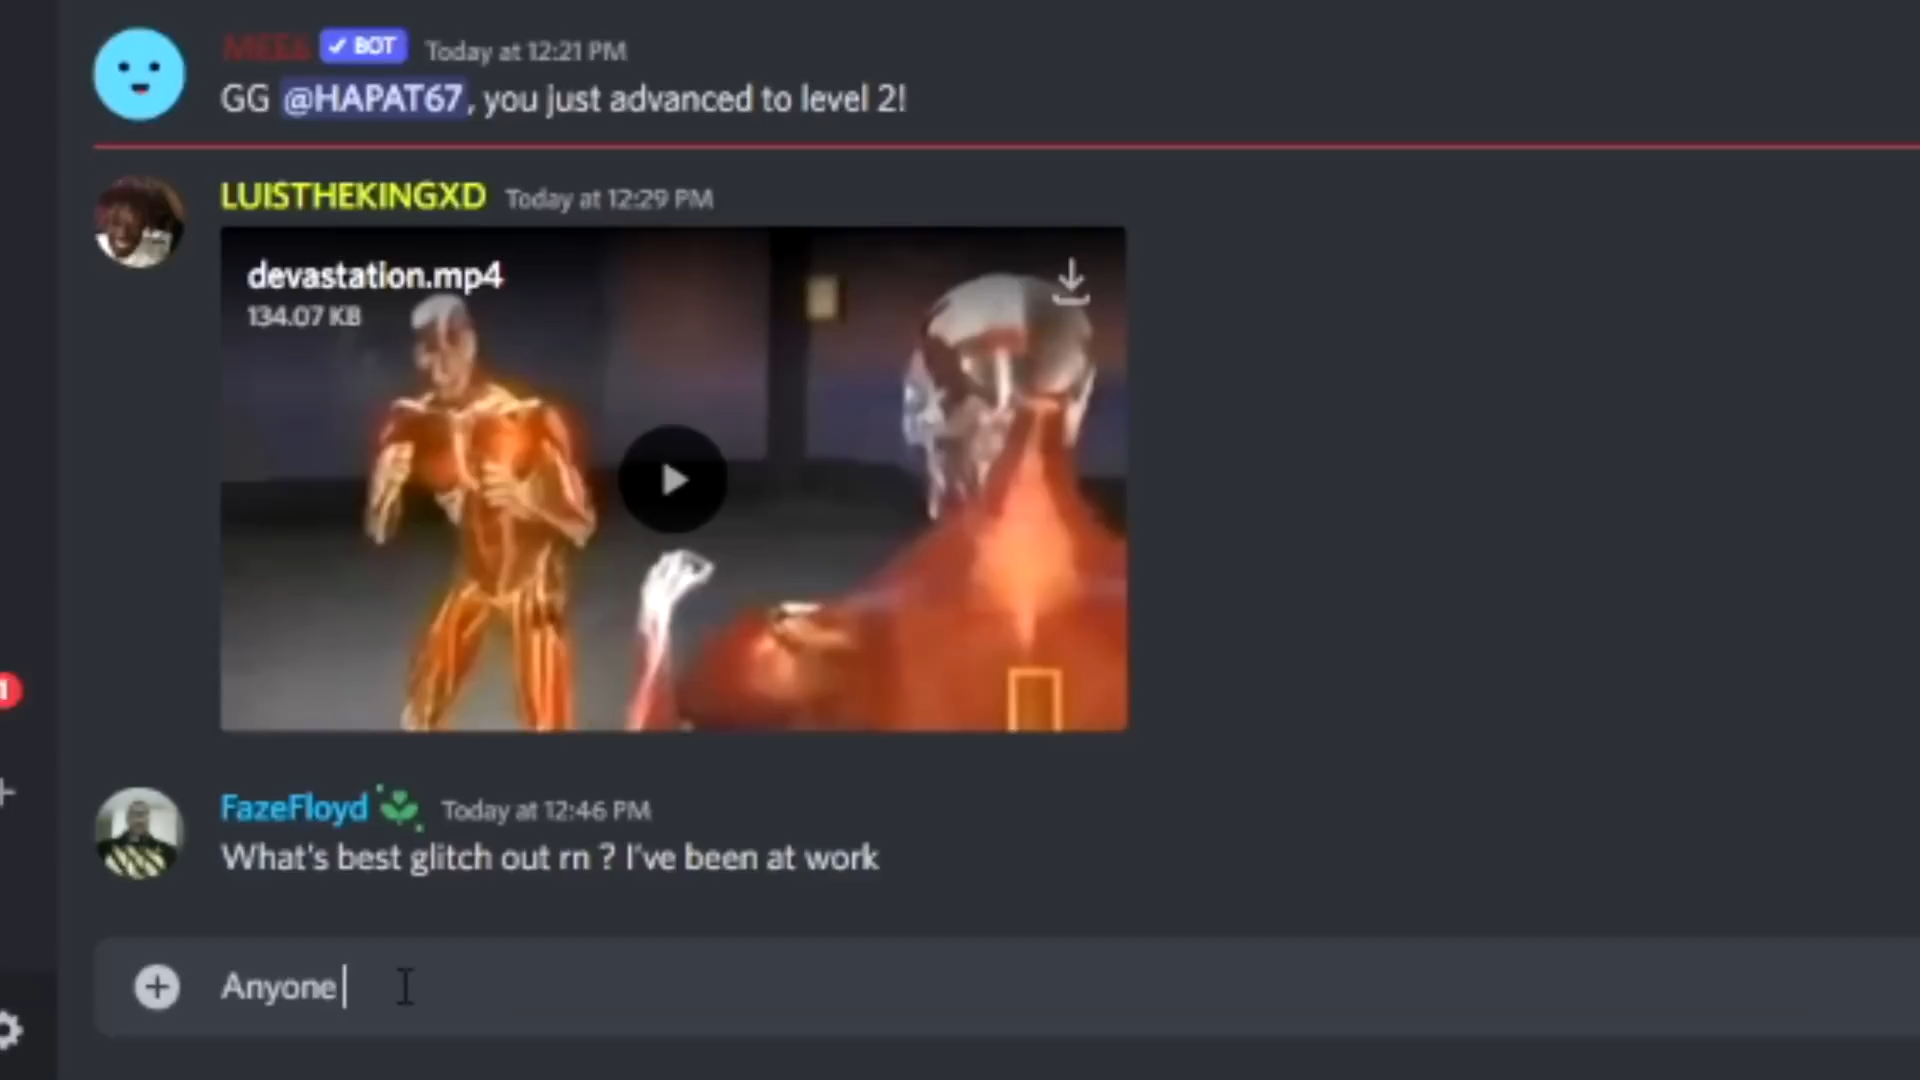 MEE6 ✓ BOT Today at 12:21 PM
GG @HAPAT67, you just advanced to level 2!
LUISTHEKINGXD Today at 12:29 PM
devastation.mp4
134.07 KB
1
FazeFloyd Today at 12:46 PM
What's best glitch out rn ? I've been at work
Anyone